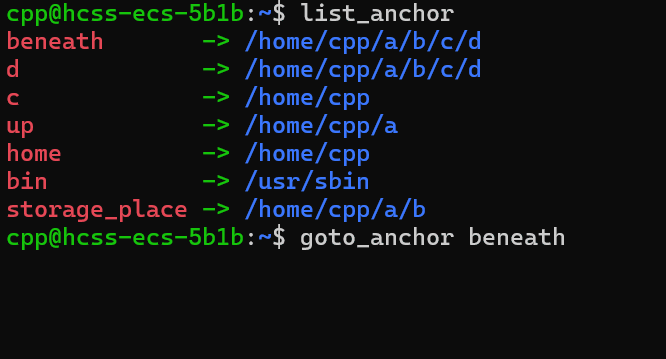 cpp@hcss-ecs-5b1b:~$ list_anchor
beneath       -> /home/cpp/a/b/c/d
d             -> /home/cpp/a/b/c/d
c             -> /home/cpp
up            -> /home/cpp/a
home          -> /home/cpp
bin           -> /usr/sbin
storage_place -> /home/cpp/a/b
cpp@hcss-ecs-5b1b:~$ goto_anchor beneath